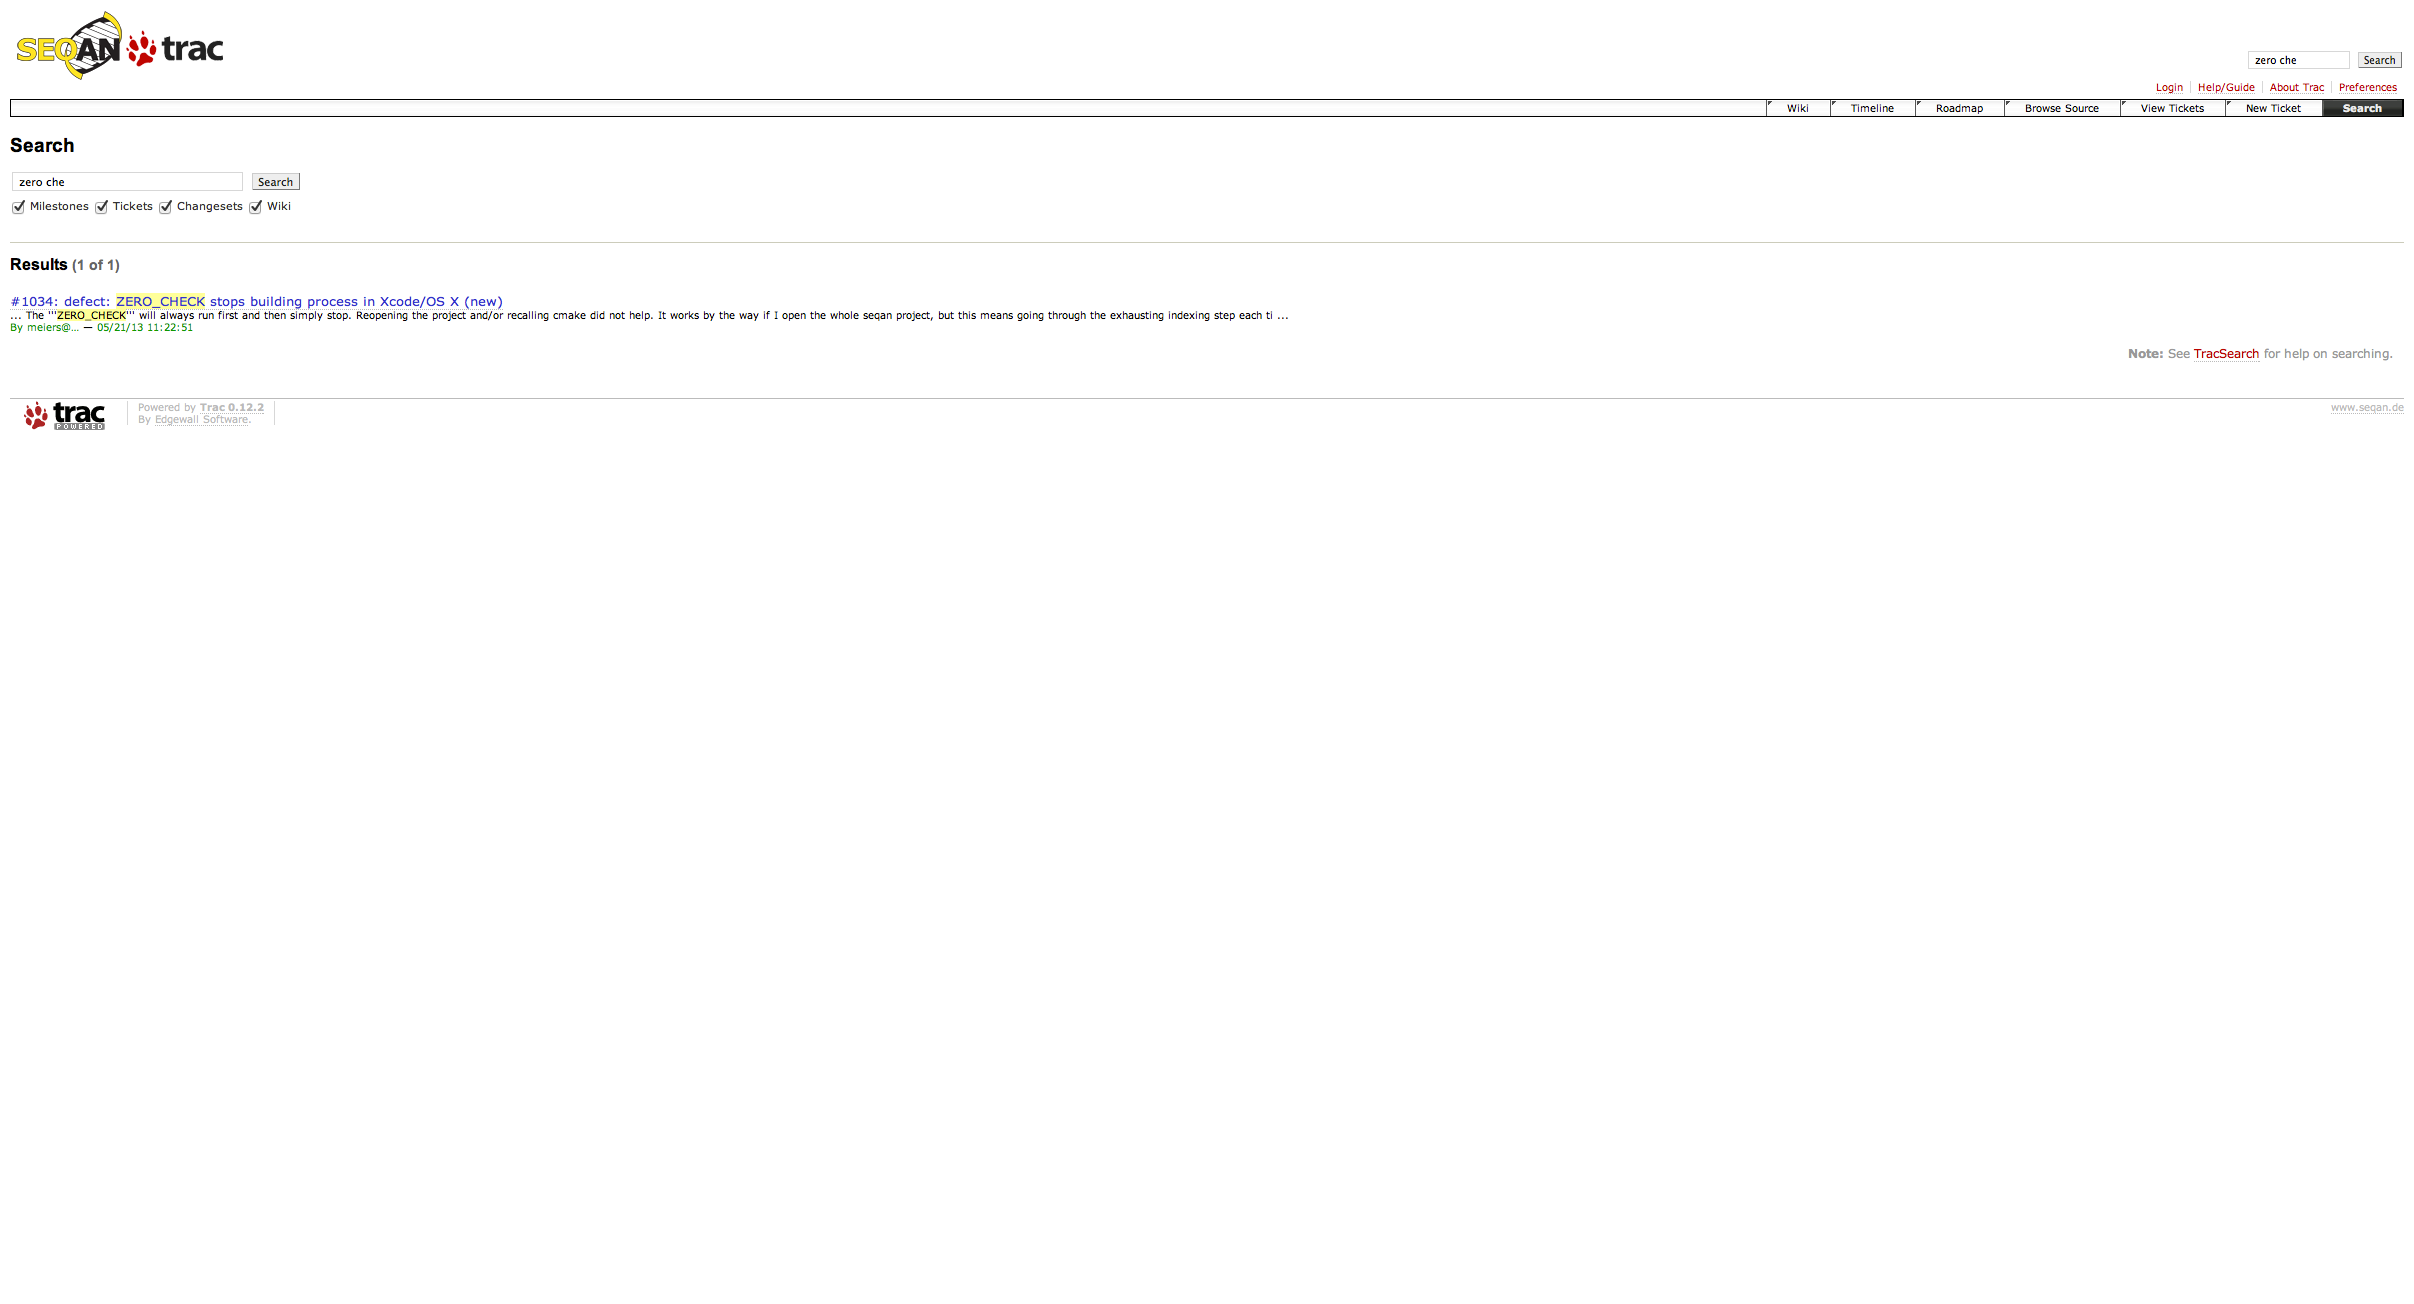 SEQAN trac
zero che Search
Login Help/Guide About Trac Preferences
Wiki Timeline Roadmap Browse Source View Tickets New Ticket Search
Search
zero che Search
Milestones Tickets Changesets Wiki
Results (1 of 1)
#1034: defect: ZERO_CHECK stops building process in Xcode/OS X (new)
... The '''ZERO_CHECK''' will always run first and then simply stop. Reopening the project and/or recalling cmake did not help. It works by the way if I open the whole seqan project, but this means going through the exhausting indexing step each ti ...
By meiers@… — 05/21/13 11:22:51
Note: See TracSearch for help on searching.
trac POWERED
Powered by Trac 0.12.2
By Edgewall Software.
www.seqan.de